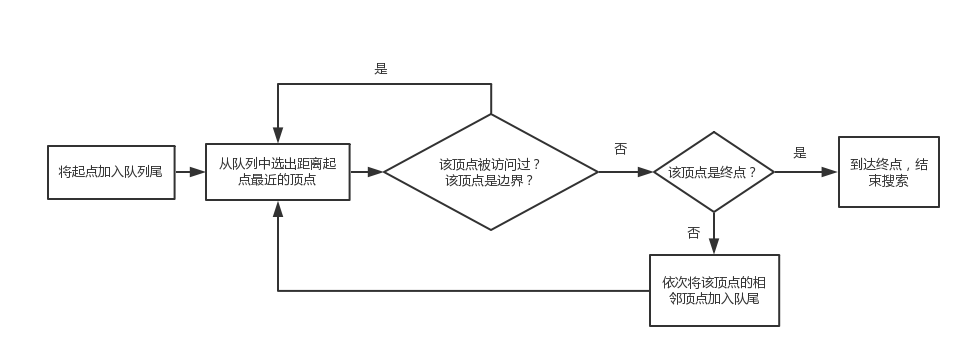 是
将起点加入队列尾
从队列中选出距离起
点最近的顶点
该顶点被访问过？
该顶点是边界？
否
该顶点是终点？
是
到达终点，结
束搜索
否
依次将该顶点的相
邻顶点加入队尾